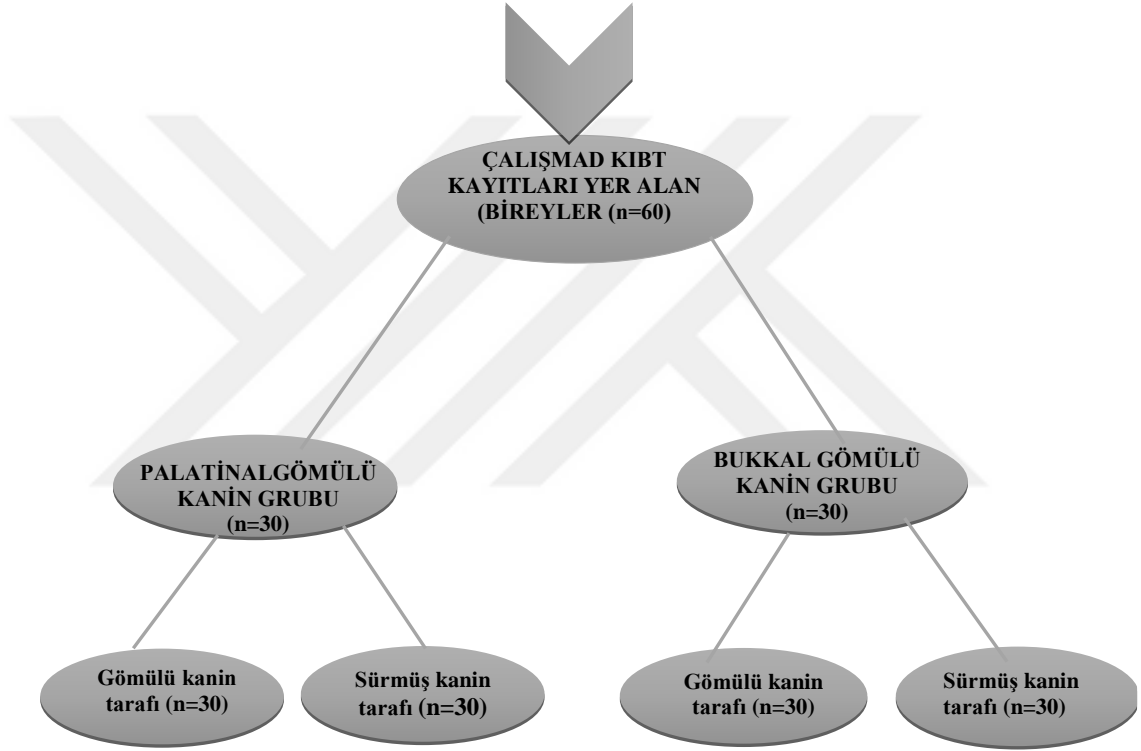 ÇALIŞMAD KIBT
KAYITLARI YER ALAN
(BİREYLER (n=60)
PALATİNALGÖMÜLÜ
KANİN GRUBU
(n=30)
BUKKAL GÖMÜLÜ
KANİN GRUBU
(n=30)
Gömülü kanin
tarafı (n=30)
Sürmüş kanin
tarafı (n=30)
Gömülü kanin
tarafı (n=30)
Sürmüş kanin
tarafı (n=30)